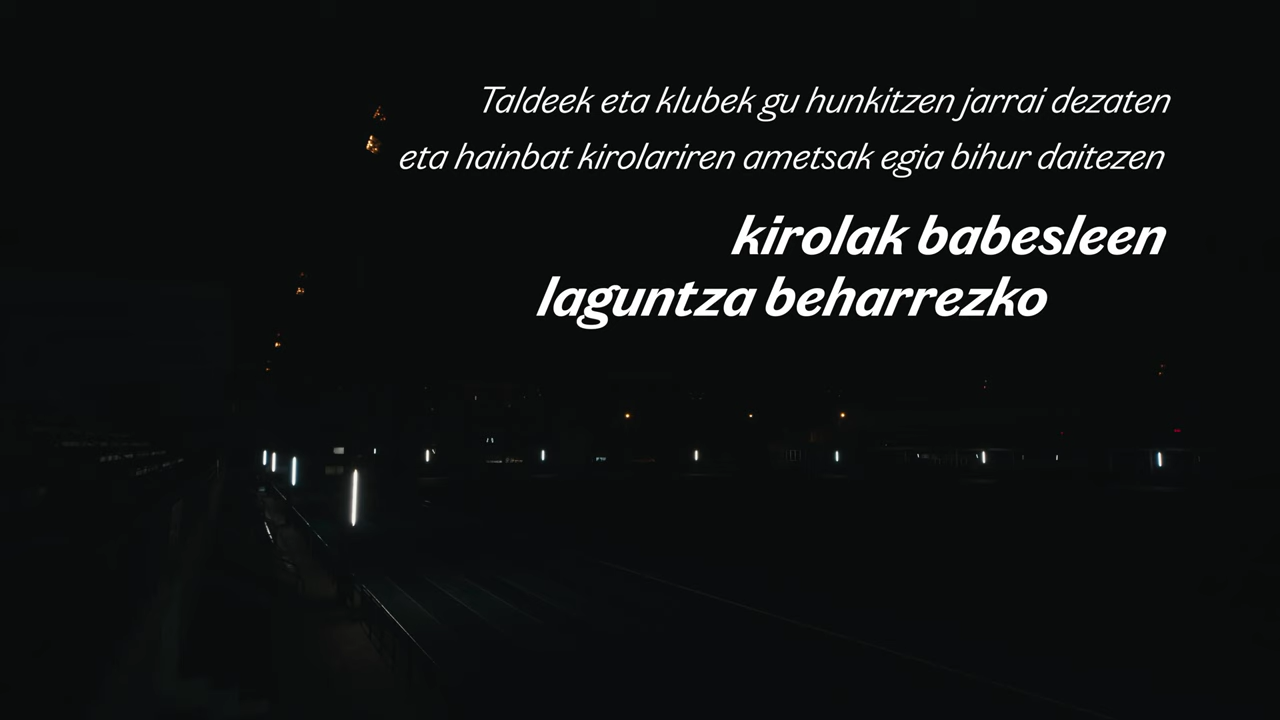 Taldeek eta klubek gu hunkitzen jarrai dezaten
eta hainbat kirolariren ametsak egia bihur daitezen
kirolak babesleen
laguntza beharrezko